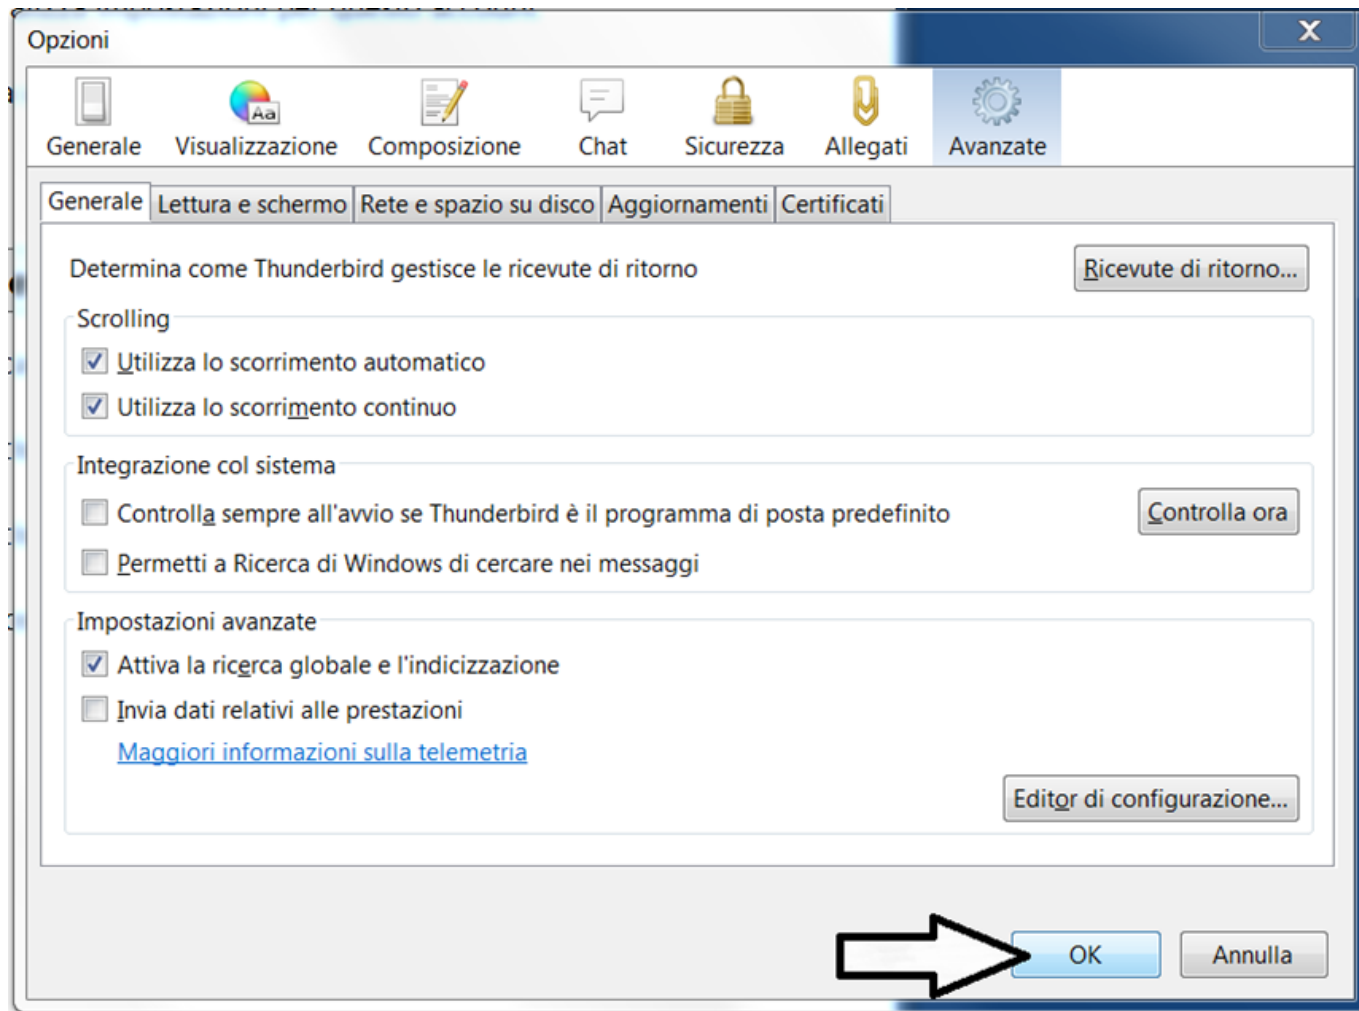 Opzioni
X
Generale Visualizzazione Composizione Chat Sicurezza Allegati Avanzate
Generale Lettura e schermo Rete e spazio su disco Aggiornamenti Certificati
Determina come Thunderbird gestisce le ricevute di ritorno Ricevute di ritorno...
Scrolling
Utilizza lo scorrimento automatico
Utilizza lo scorrimento continuo
Integrazione col sistema
Controlla sempre all'avvio se Thunderbird è il programma di posta predefinito Controlla ora
Permetti a Ricerca di Windows di cercare nei messaggi
Impostazioni avanzate
Attiva la ricerca globale e l'indicizzazione
Invia dati relativi alle prestazioni
Maggiori informazioni sulla telemetria
Editor di configurazione...
OK Annulla